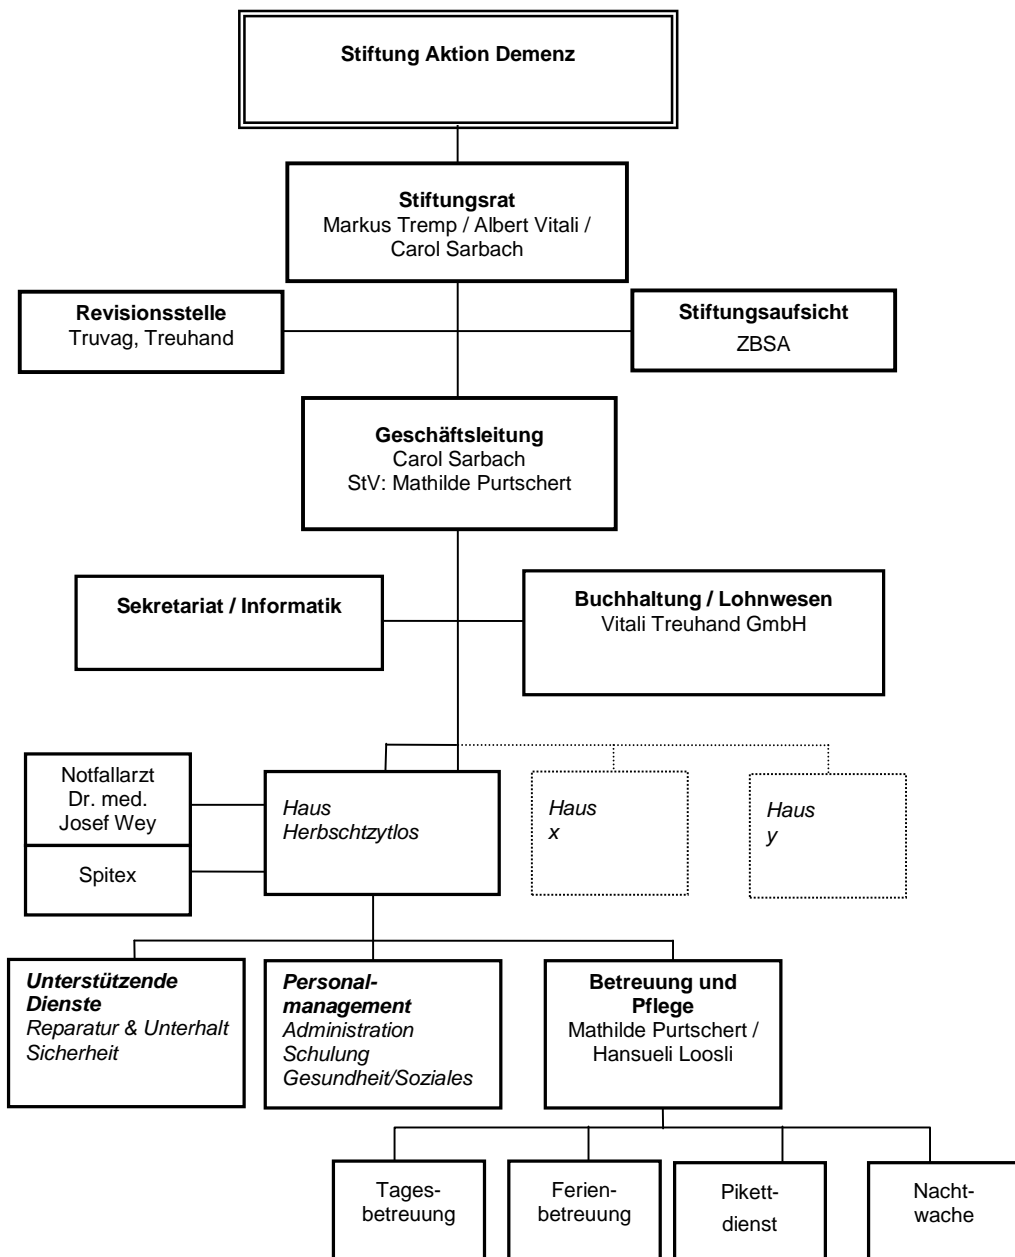 Stiftung Aktion Demenz
Stiftungsrat
Markus Tremp / Albert Vitali /
Carol Sarbach
Revisionsstelle
Truvag, Treuhand
Stiftungsaufsicht
ZBSA
Geschäftsleitung
Carol Sarbach
StV: Mathilde Purtschert
Sekretariat / Informatik
Buchhaltung / Lohnwesen
Vitali Treuhand GmbH
Notfallarzt
Dr. med.
Josef Wey
Spitex
Haus
Herbschtzytlos
Haus
x
Haus
y
Unterstützende
Dienste
Reparatur & Unterhalt
Sicherheit
Personal-
management
Administration
Schulung
Gesundheit/Soziales
Betreuung und
Pflege
Mathilde Purtschert /
Hansueli Loosli
Tages-
betreuung
Ferien-
betreuung
Pikett-
dienst
Nacht-
wache